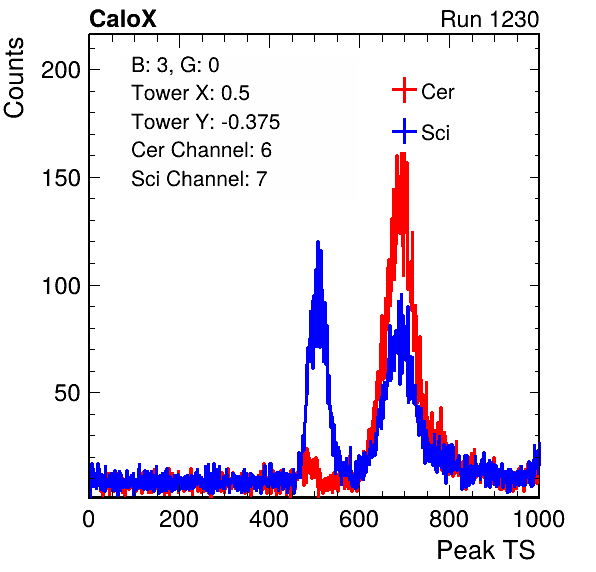 CaloX Run 1230
Counts
200
150
100
50
B: 3, G: 0
Tower X: 0.5
Tower Y: -0.375
Cer Channel: 6
Sci Channel: 7
Cer
Sci
0 200 400 600 800 1000
Peak TS